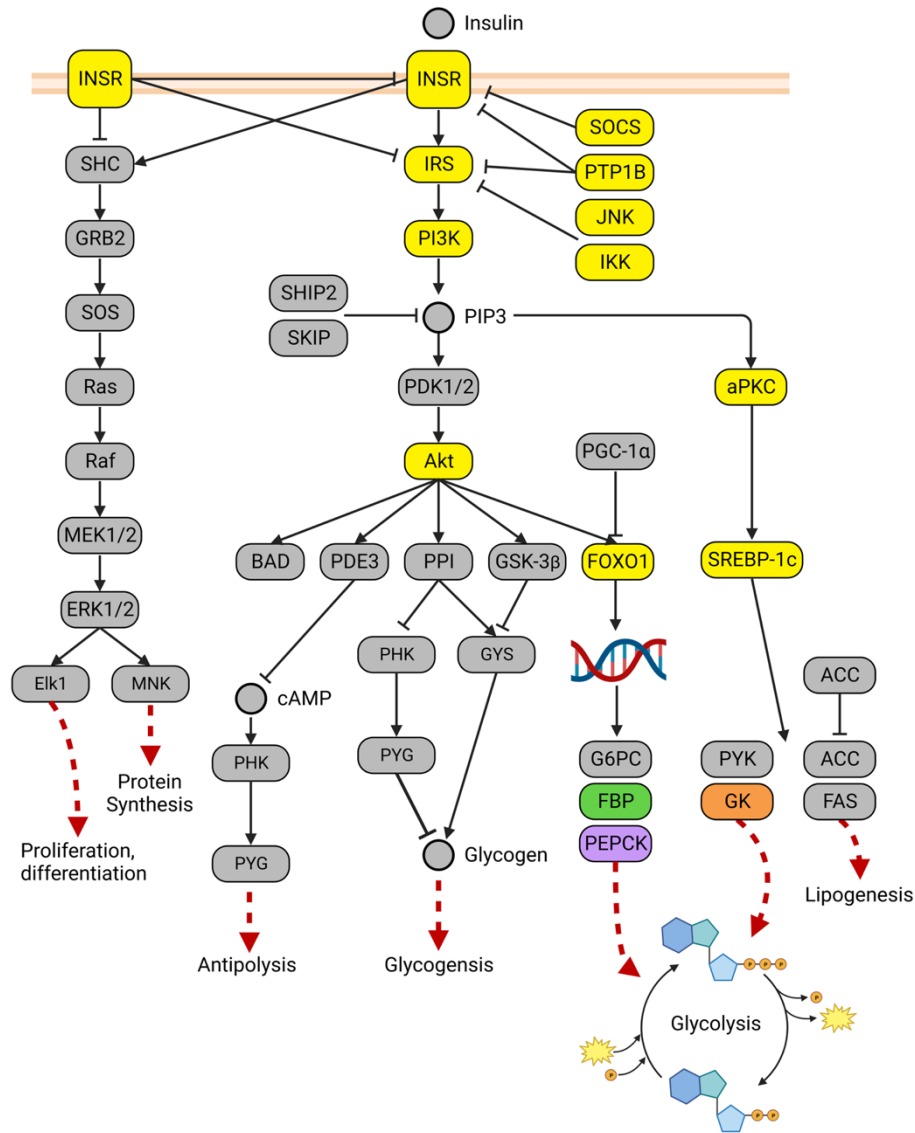 Insulin
INSR
INSR
SOCS
SHC
IRS
PTP1B
JNK
GRB2
PI3K
IKK
SHIP2
SOS
PIP3
SKIP
Ras
PDK1/2
aPKC
Raf
Akt
PGC-1α
MEK1/2
BAD
PDE3
PPI
GSK-3β
FOXO1
SREBP-1c
ERK1/2
PHK
GYS
Elk1
MNK
cAMP
ACC
PHK
PYG
G6PC
PYK
ACC
Protein
Synthesis
FBP
GK
FAS
PEPCK
Proliferation,
differentiation
PYG
Glycogen
Lipogenesis
Antipolysis
Glycogensis
P P P
P
Glycolysis
P
P P